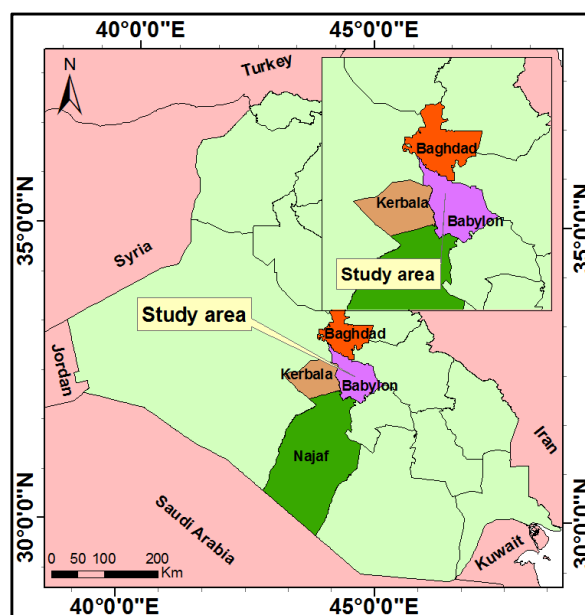 40°0'0"E
45°0'0"E
N
Turkey
Baghdad
Kerbala
Babylon
35°0'0"N
35°0'0"N
Syria
Study area
Study area
Baghdad
Jordan
Kerbala
Babylon
Iran
Najaf
Saudi Arabia
30°0'0"N
30°0'0"N
Kuwait
0 50 100 200
Km
40°0'0"E
45°0'0"E